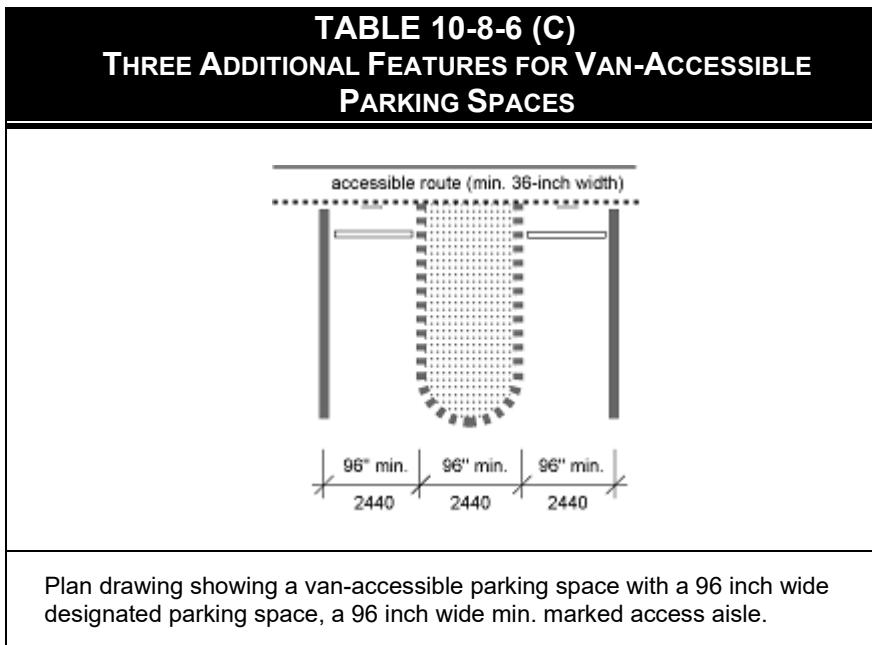 TABLE 10-8-6 (C)
THREE ADDITIONAL FEATURES FOR VAN-ACCESSIBLE
PARKING SPACES
accessible route (min. 36-inch width)
96" min. 96" min. 96" min.
2440 2440 2440
Plan drawing showing a van-accessible parking space with a 96 inch wide
designated parking space, a 96 inch wide min. marked access aisle.